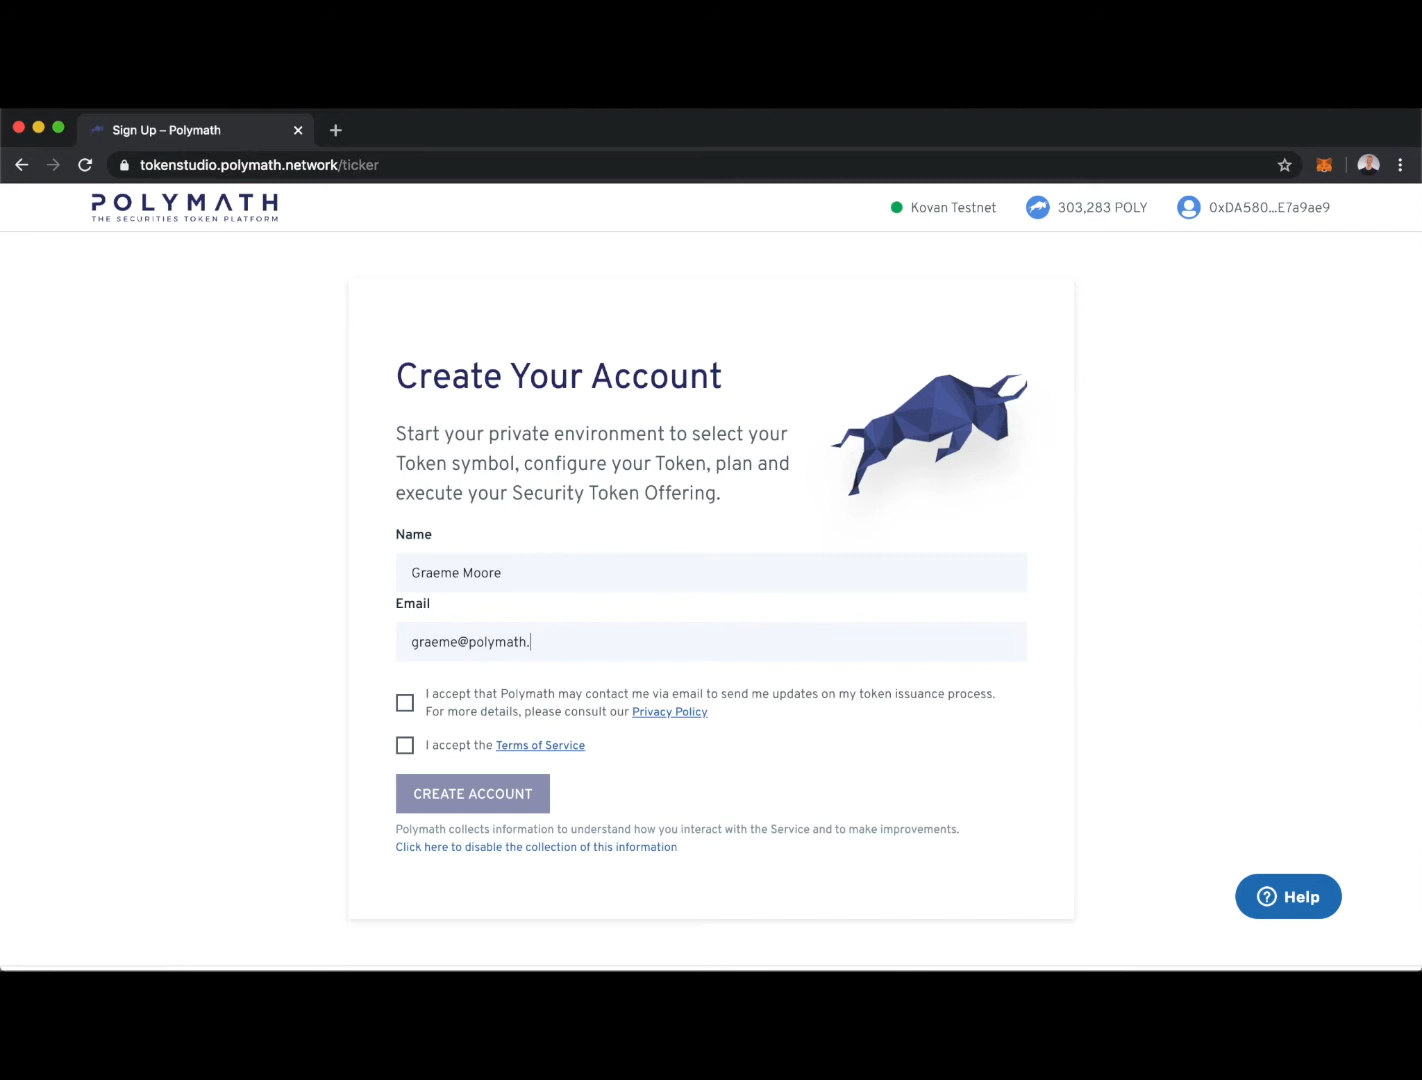 Sign Up – Polymath
tokenstudio.polymath.network/ticker
POLYMATH
THE SECURITIES TOKEN PLATFORM
Kovan Testnet
303,283 POLY
0xDA580...E7a9ae9
Create Your Account
Start your private environment to select your
Token symbol, configure your Token, plan and
execute your Security Token Offering.
Name
Graeme Moore
Email
graeme@polymath.
I accept that Polymath may contact me via email to send me updates on my token issuance process.
For more details, please consult our Privacy Policy
I accept the Terms of Service
CREATE ACCOUNT
Polymath collects information to understand how you interact with the Service and to make improvements.
Click here to disable the collection of this information
Help